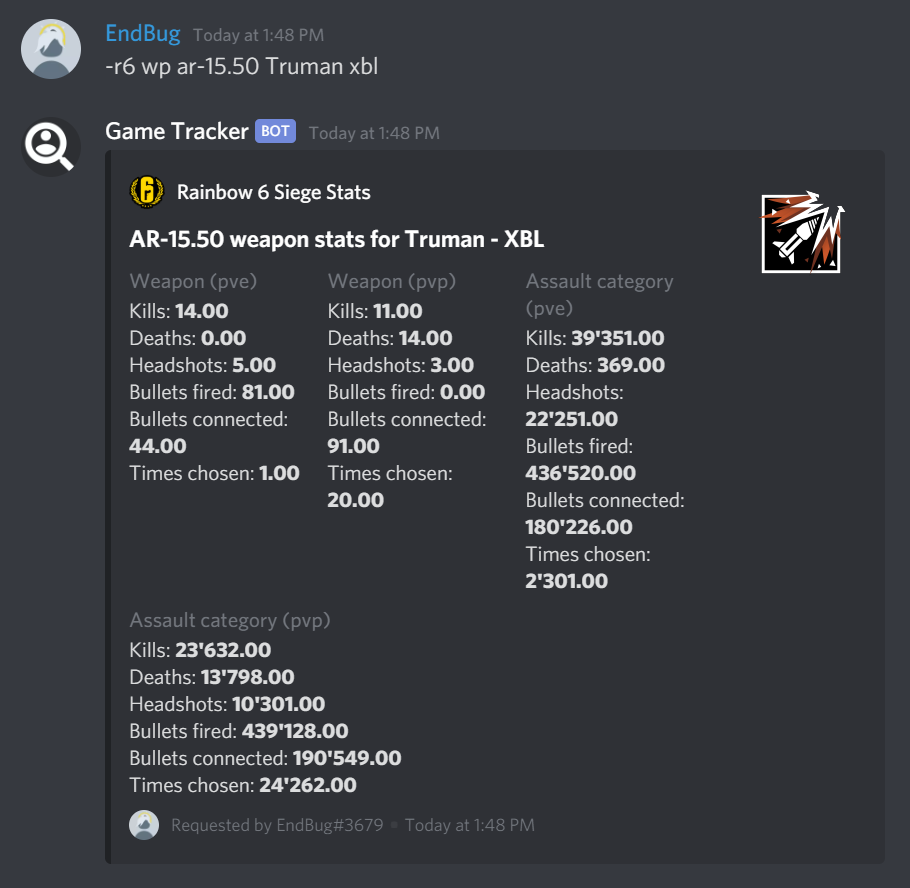 EndBug Today at 1:48 PM
-r6 wp ar-15.50 Truman xbl
Game Tracker BOT Today at 1:48 PM
6 Rainbow 6 Siege Stats
AR-15.50 weapon stats for Truman - XBL
Weapon (pve)
Kills: 14.00
Deaths: 0.00
Headshots: 5.00
Bullets fired: 81.00
Bullets connected:
44.00
Times chosen: 1.00
Weapon (pvp)
Kills: 11.00
Deaths: 14.00
Headshots: 3.00
Bullets fired: 0.00
Bullets connected:
91.00
Times chosen:
20.00
Assault category
(pve)
Kills: 39'351.00
Deaths: 369.00
Headshots:
22'251.00
Bullets fired:
436'520.00
Bullets connected:
180'226.00
Times chosen:
2'301.00
Assault category (pvp)
Kills: 23'632.00
Deaths: 13'798.00
Headshots: 10'301.00
Bullets fired: 439'128.00
Bullets connected: 190'549.00
Times chosen: 24'262.00
Requested by EndBug#3679 • Today at 1:48 PM